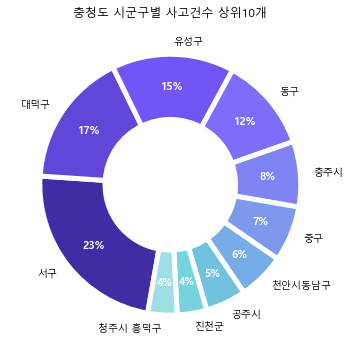 충청도 시군구별 사고건수 상위10개
유성구
15%
동구
12%
대덕구
17%
충주시
8%
중구
7%
천안시동남구
6%
서구
23%
공주시
5%
진천군
4%
청주시 흥덕구
4%